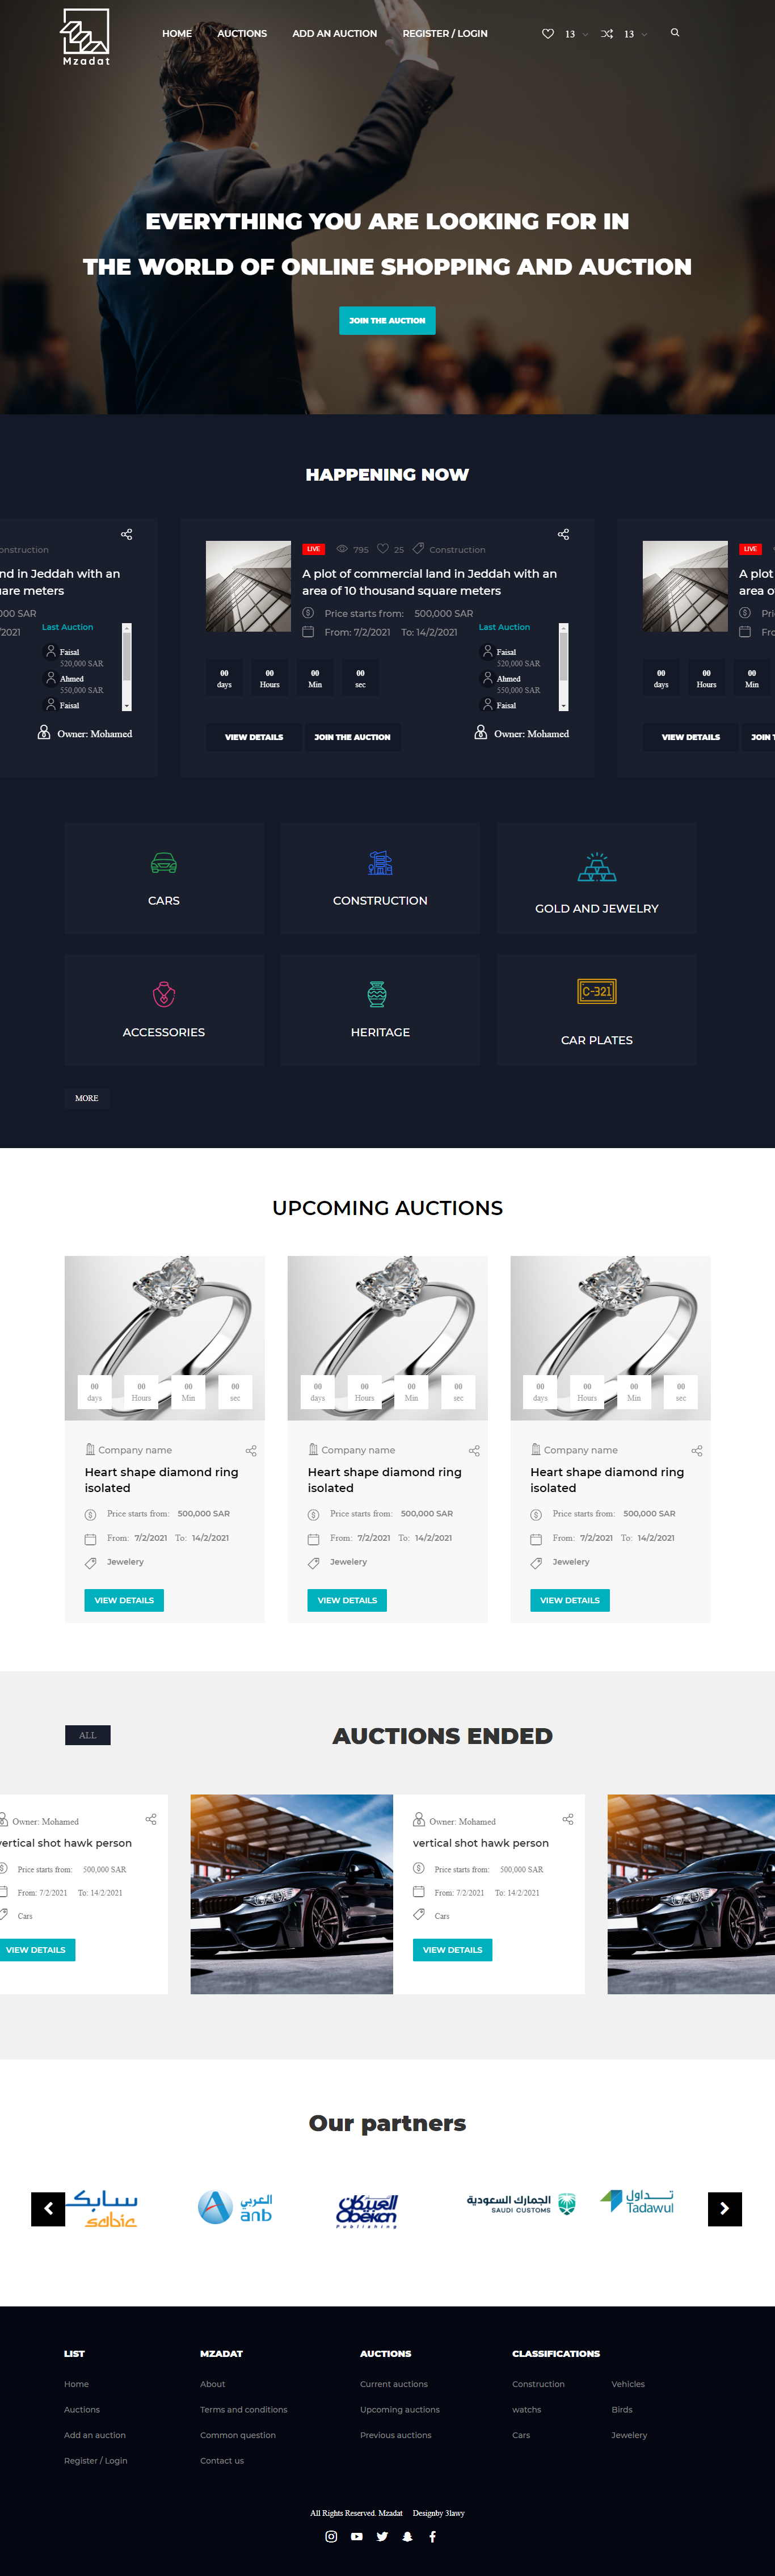 Mzadat
HOME AUCTIONS ADD AN AUCTION REGISTER / LOGIN 13 13
EVERYTHING YOU ARE LOOKING FOR IN
THE WORLD OF ONLINE SHOPPING AND AUCTION
JOIN THE AUCTION
HAPPENING NOW
onstruction
nd in Jeddah with an
are meters
000 SAR
/2021
Last Auction
Faisal
520,000 SAR
Ahmed
550,000 SAR
Faisal
Owner: Mohamed
LIVE 795 25 Construction
A plot of commercial land in Jeddah with an
area of 10 thousand square meters
Price starts from: 500,000 SAR
From: 7/2/2021 To: 14/2/2021
Last Auction
Faisal
520,000 SAR
Ahmed
550,000 SAR
Faisal
00 00 00 00
days Hours Min sec
VIEW DETAILS JOIN THE AUCTION
Owner: Mohamed
LIVE
A plot
area o
Pri
Fro
00 00 00
days Hours Min
VIEW DETAILS JOIN T
CARS CONSTRUCTION GOLD AND JEWELRY
C-321
ACCESSORIES HERITAGE CAR PLATES
MORE
UPCOMING AUCTIONS
00 00 00 00
days Hours Min sec
Company name
Heart shape diamond ring
isolated
Price starts from: 500,000 SAR
From: 7/2/2021 To: 14/2/2021
Jewelery
VIEW DETAILS
00 00 00 00
days Hours Min sec
Company name
Heart shape diamond ring
isolated
Price starts from: 500,000 SAR
From: 7/2/2021 To: 14/2/2021
Jewelery
VIEW DETAILS
00 00 00 00
days Hours Min sec
Company name
Heart shape diamond ring
isolated
Price starts from: 500,000 SAR
From: 7/2/2021 To: 14/2/2021
Jewelery
VIEW DETAILS
ALL
AUCTIONS ENDED
Owner: Mohamed
vertical shot hawk person
Price starts from: 500,000 SAR
From: 7/2/2021 To: 14/2/2021
Cars
VIEW DETAILS
Owner: Mohamed
vertical shot hawk person
Price starts from: 500,000 SAR
From: 7/2/2021 To: 14/2/2021
Cars
VIEW DETAILS
Our partners
سابك
sabic
العربي
anb
العبيكان
Obekon
Publishing
الجمارك السعودية
SAUDI CUSTOMS
تـداول
Tadawul
LIST
Home
Auctions
Add an auction
Register / Login
MZADAT
About
Terms and conditions
Common question
Contact us
AUCTIONS
Current auctions
Upcoming auctions
Previous auctions
CLASSIFICATIONS
Construction Vehicles
watchs Birds
Cars Jewelery
All Rights Reserved. Mzadat Designby 3lawy